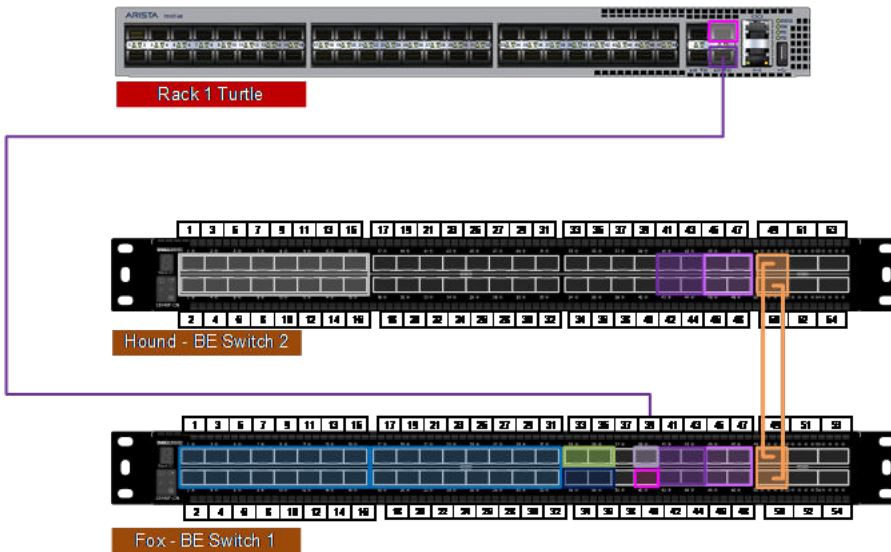 ARISTA
Rack 1 Turtle
1 3 5 7 9 11 13 15 17 19 21 23 25 27 29 31 33 35 37 39 41 43 45 47 49 51 53
2 4 6 8 10 12 14 16 18 20 22 24 26 28 30 32 34 36 38 40 42 44 46 48 50 52 54
Hound - BE Switch 2
1 3 5 7 9 11 13 15 17 19 21 23 25 27 29 31 33 35 37 39 41 43 45 47 49 51 53
2 4 6 8 10 12 14 16 18 20 22 24 26 28 30 32 34 36 38 40 42 44 46 48 50 52 54
Fox - BE Switch 1